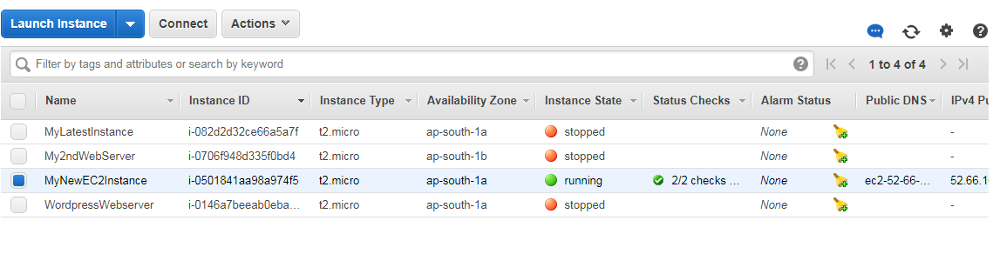 Launch Instance Connect Actions
Filter by tags and attributes or search by keyword ? 1 to 4 of 4 ?
Name Instance ID Instance Type Availability Zone Instance State Status Checks Alarm Status Public DNS IPv4 Pu
MyLatestInstance i-082d2d32ce66a5a7f t2.micro ap-south-1a stopped None -
My2ndWebServer i-0706f948d335f0bd4 t2.micro ap-south-1b stopped None -
MyNewEC2Instance i-0501841aa98a974f5 t2.micro ap-south-1a running 2/2 checks ... None ec2-52-66-... 52.66.1
WordpressWebserver i-0146a7beeab0eba... t2.micro ap-south-1a stopped None -